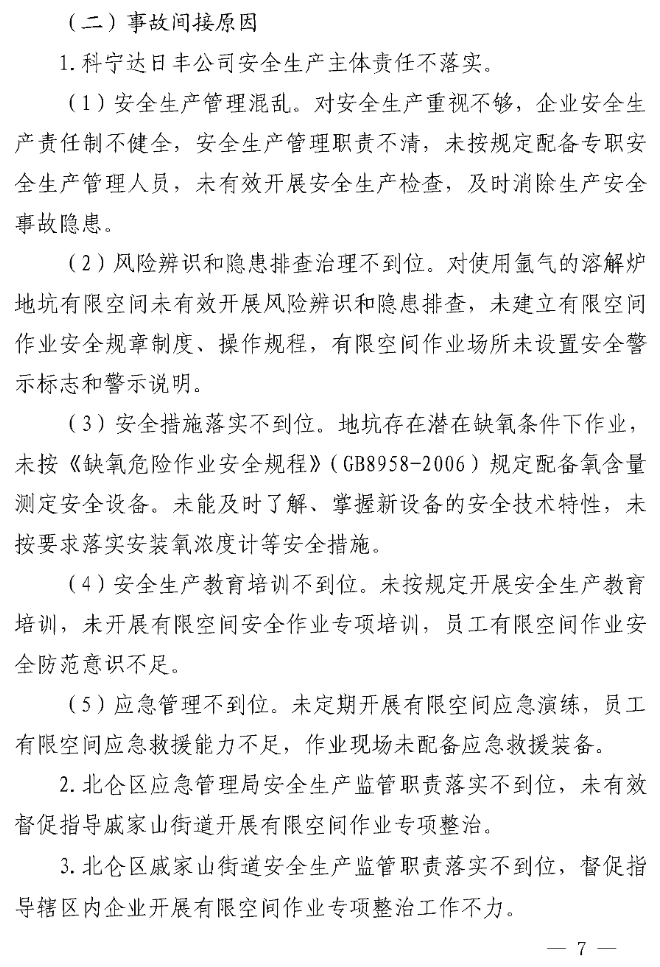 （二）事故间接原因
1.科宁达日丰公司安全生产主体责任不落实。
（1）安全生产管理混乱。对安全生产重视不够，企业安全生
产责任制不健全，安全生产管理职责不清，未按规定配备专职安
全生产管理人员，未有效开展安全生产检查，及时消除生产安全
事故隐患。
（2）风险辨识和隐患排查治理不到位。对使用氩气的溶解炉
地坑有限空间未有效开展风险辨识和隐患排查，未建立有限空间
作业安全规章制度、操作规程，有限空间作业场所未设置安全警
示标志和警示说明。
（3）安全措施落实不到位。地坑存在潜在缺氧条件下作业，
未按《缺氧危险作业安全规程》（GB8958-2006）规定配备氧含量
测定安全设备。未能及时了解、掌握新设备的安全技术特性，未
按要求落实安装氧浓度计等安全措施。
（4）安全生产教育培训不到位。未按规定开展安全生产教育
培训，未开展有限空间安全作业专项培训，员工有限空间作业安
全防范意识不足。
（5）应急管理不到位。未定期开展有限空间应急演练，员工
有限空间应急救援能力不足，作业现场未配备应急救援装备。
2.北仑区应急管理局安全生产监管职责落实不到位，未有效
督促指导戚家山街道开展有限空间作业专项整治。
3.北仑区戚家山街道安全生产监管职责落实不到位，督促指
导辖区内企业开展有限空间作业专项整治工作不力。
— 7 —